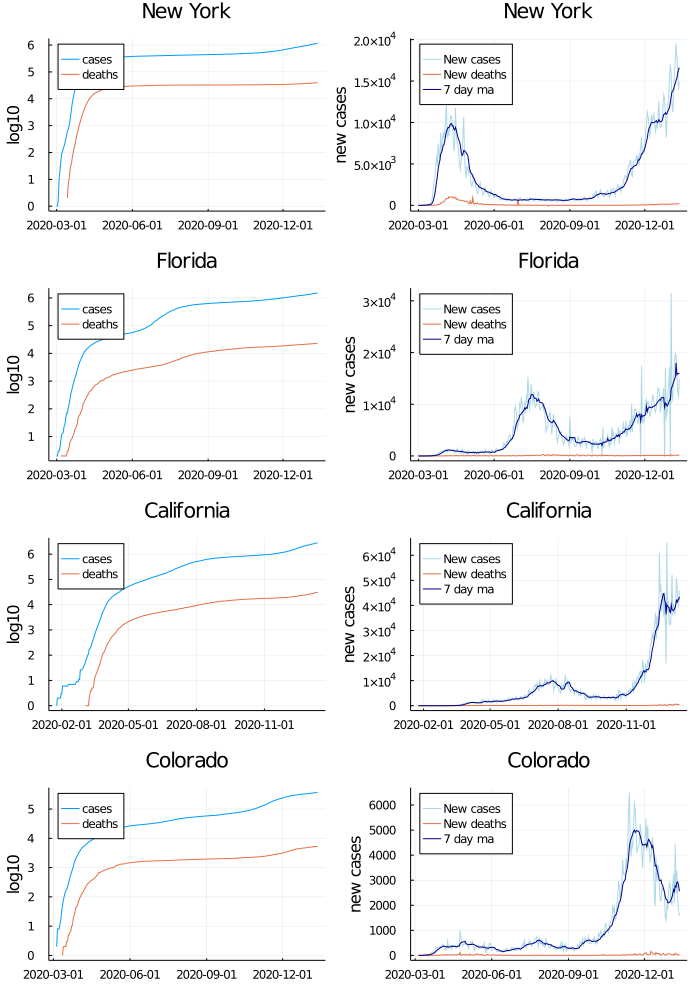 New York
6
5
4
3
2
1
0
log10
cases
deaths
2020-03-01 2020-06-01 2020-09-01 2020-12-01
New York
2.0×10⁴
1.5×10⁴
1.0×10⁴
5.0×10³
0
new cases
New cases
New deaths
7 day ma
2020-03-01 2020-06-01 2020-09-01 2020-12-01
Florida
6
5
4
3
2
1
log10
cases
deaths
2020-03-01 2020-06-01 2020-09-01 2020-12-01
Florida
3×10⁴
2×10⁴
1×10⁴
0
new cases
New cases
New deaths
7 day ma
2020-03-01 2020-06-01 2020-09-01 2020-12-01
California
6
5
4
3
2
1
0
log10
cases
deaths
2020-02-01 2020-05-01 2020-08-01 2020-11-01
California
6×10⁴
5×10⁴
4×10⁴
3×10⁴
2×10⁴
1×10⁴
0
new cases
New cases
New deaths
7 day ma
2020-02-01 2020-05-01 2020-08-01 2020-11-01
Colorado
5
4
3
2
1
0
log10
cases
deaths
2020-03-01 2020-06-01 2020-09-01 2020-12-01
Colorado
6000
5000
4000
3000
2000
1000
0
new cases
New cases
New deaths
7 day ma
2020-03-01 2020-06-01 2020-09-01 2020-12-01